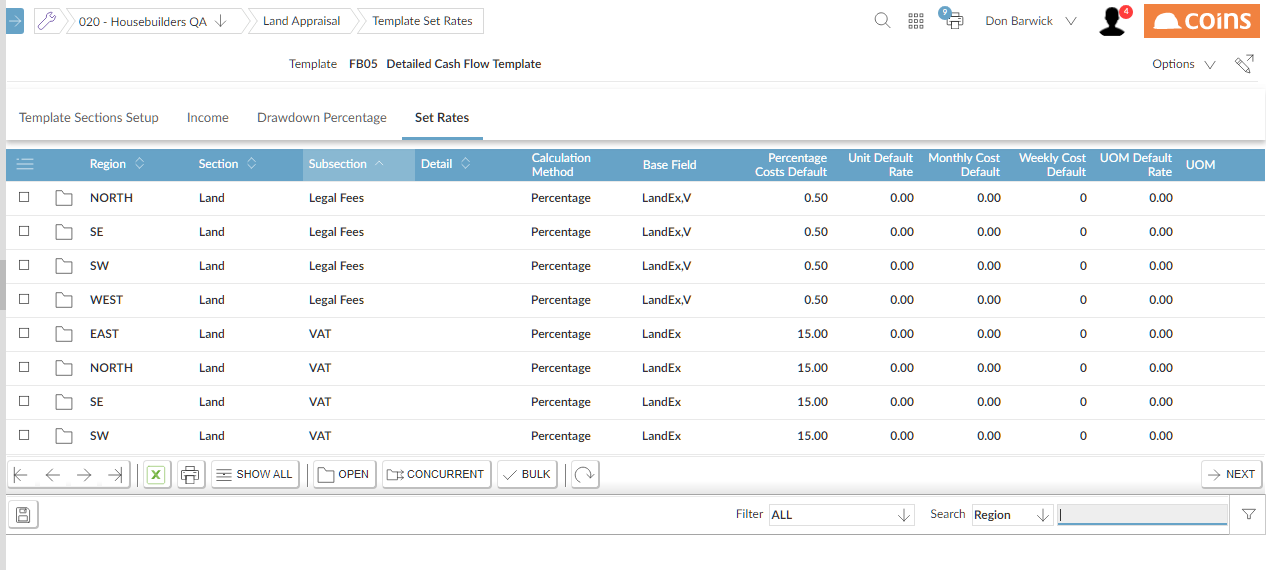 020 - Housebuilders QA Land Appraisal Template Set Rates 9 Don Barwick 4 coins
Template FB05 Detailed Cash Flow Template Options
Template Sections Setup Income Drawdown Percentage Set Rates
Region Section Subsection Detail Calculation Method Base Field Percentage Costs Default Unit Default Rate Monthly Cost Default Weekly Cost Default UOM Default Rate UOM
NORTH Land Legal Fees Percentage LandEx,V 0.50 0.00 0.00 0 0.00
SE Land Legal Fees Percentage LandEx,V 0.50 0.00 0.00 0 0.00
SW Land Legal Fees Percentage LandEx,V 0.50 0.00 0.00 0 0.00
WEST Land Legal Fees Percentage LandEx,V 0.50 0.00 0.00 0 0.00
EAST Land VAT Percentage LandEx 15.00 0.00 0.00 0 0.00
NORTH Land VAT Percentage LandEx 15.00 0.00 0.00 0 0.00
SE Land VAT Percentage LandEx 15.00 0.00 0.00 0 0.00
SW Land VAT Percentage LandEx 15.00 0.00 0.00 0 0.00
X SHOW ALL OPEN CONCURRENT BULK NEXT
Filter ALL Search Region